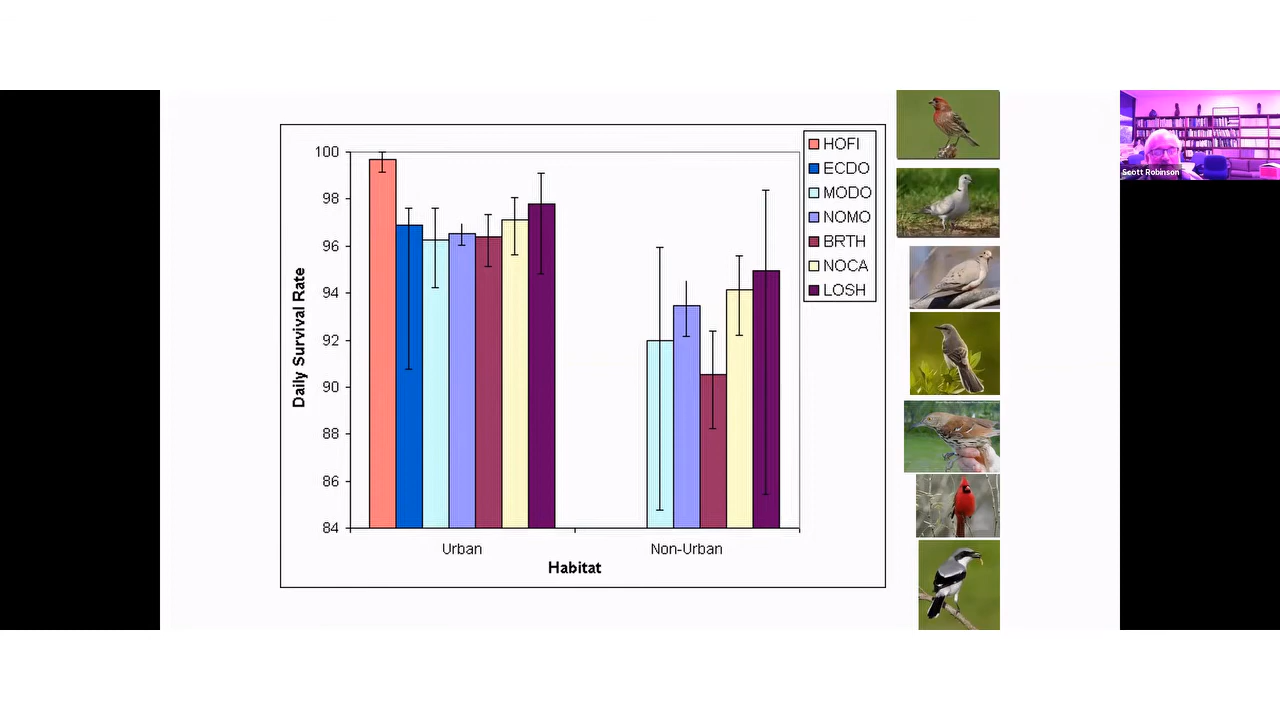 HOFI
ECDO
MODO
NOMO
BRTH
NOCA
LOSH
100
98
96
94
92
90
88
86
84
Daily Survival Rate
Urban
Non-Urban
Habitat
Scott Robinson